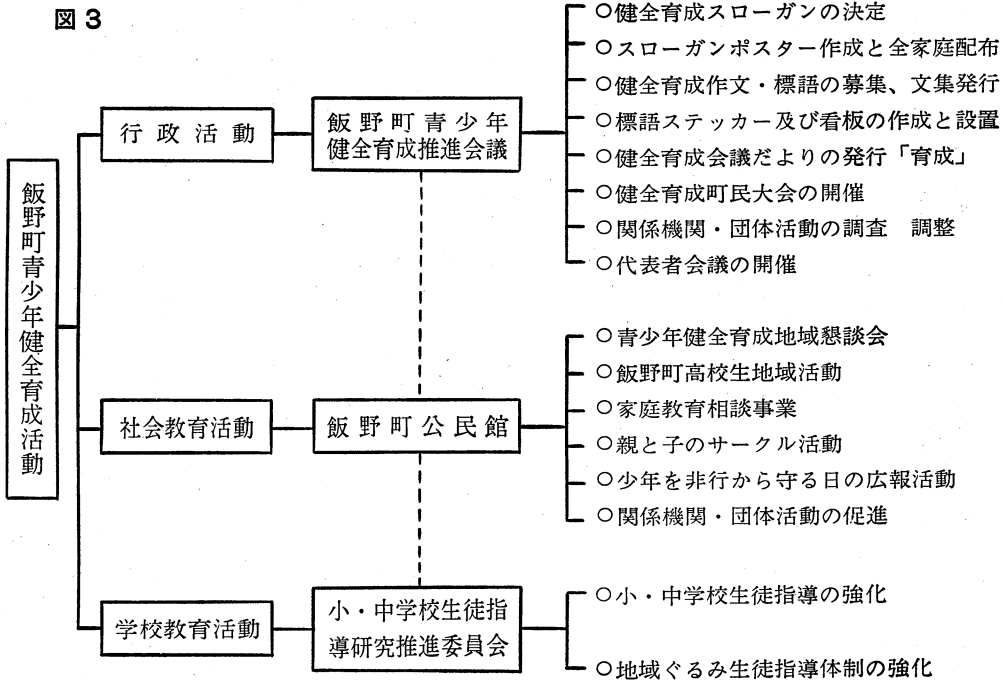 図3
飯野町青少年健全育成活動
行政活動
飯野町青少年
健全育成推進会議
○健全育成スローガンの決定
○スローガンポスター作成と全家庭配布
○健全育成作文・標語の募集、文集発行
○標語ステッカー及び看板の作成と設置
○健全育成会議だよりの発行「育成」
○健全育成町民大会の開催
○関係機関・団体活動の調査　調整
○代表者会議の開催
社会教育活動
飯野町公民館
○青少年健全育成地域懇談会
○飯野町高校生地域活動
○家庭教育相談事業
○親と子のサークル活動
○少年を非行から守る日の広報活動
○関係機関・団体活動の促進
学校教育活動
小・中学校生徒指
導研究推進委員会
○小・中学校生徒指導の強化
○地域ぐるみ生徒指導体制の強化